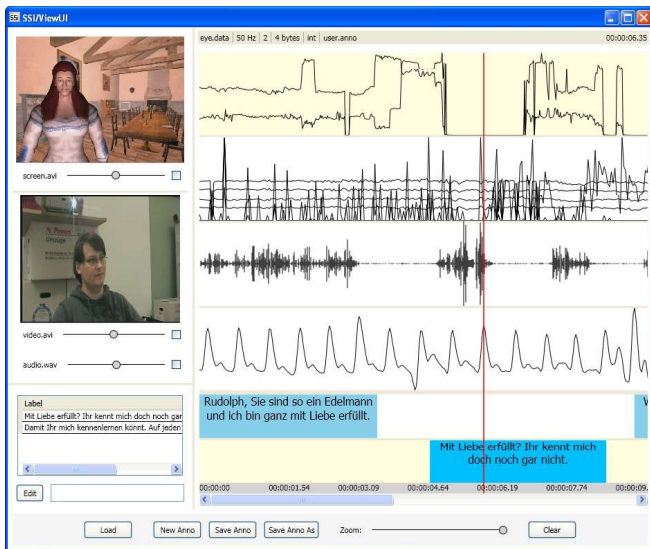 SSI/ViewUI
eye.data 50 Hz 2 4 bytes int user.anno 00:00:06.35
screen.avi
video.avi
audio.wav
Label
Mit Liebe erfüllt? Ihr kennt mich doch noch gar
Damit Ihr mich kennenlernen könnt. Auf jeden
Edit
Rudolph, Sie sind so ein Edelmann
und ich bin ganz mit Liebe erfüllt.
Mit Liebe erfüllt? Ihr kennt mich
doch noch gar nicht.
00:00:00 00:00:01.54 00:00:03.09 00:00:04.64 00:00:06.19 00:00:07.74 00:00:09.
Load New Anno Save Anno Save Anno As Zoom: Clear